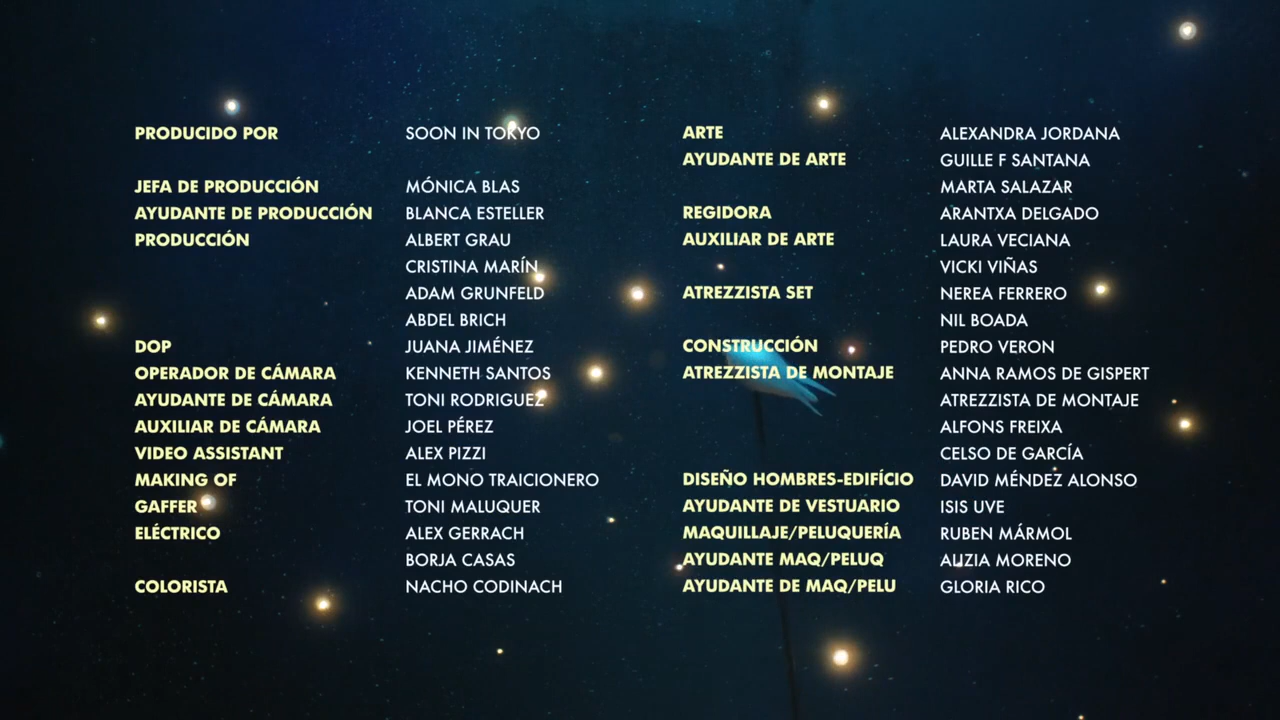 PRODUCIDO POR SOON IN TOKYO
JEFA DE PRODUCCIÓN MÓNICA BLAS
AYUDANTE DE PRODUCCIÓN BLANCA ESTELLER
PRODUCCIÓN ALBERT GRAU
CRISTINA MARÍN
ADAM GRUNFELD
ABDEL BRICH
DOP JUANA JIMÉNEZ
OPERADOR DE CÁMARA KENNETH SANTOS
AYUDANTE DE CÁMARA TONI RODRIGUEZ
AUXILIAR DE CÁMARA JOEL PÉREZ
VIDEO ASSISTANT ALEX PIZZI
MAKING OF EL MONO TRAICIONERO
GAFFER TONI MALUQUER
ELÉCTRICO ALEX GERRACH
BORJA CASAS
COLORISTA NACHO CODINACH
ARTE ALEXANDRA JORDANA
AYUDANTE DE ARTE GUILLE F SANTANA
MARTA SALAZAR
REGIDORA ARANTXA DELGADO
AUXILIAR DE ARTE LAURA VECIANA
VICKI VIÑAS
ATREZZISTA SET NEREA FERRERO
NIL BOADA
CONSTRUCCIÓN PEDRO VERON
ATREZZISTA DE MONTAJE ANNA RAMOS DE GISPERT
ATREZZISTA DE MONTAJE
ALFONS FREIXA
CELSO DE GARCÍA
DISEÑO HOMBRES-EDIFÍCIO DAVID MÉNDEZ ALONSO
AYUDANTE DE VESTUARIO ISIS UVE
MAQUILLAJE/PELUQUERÍA RUBEN MÁRMOL
AYUDANTE MAQ/PELUQ ALIZIA MORENO
AYUDANTE DE MAQ/PELU GLORIA RICO